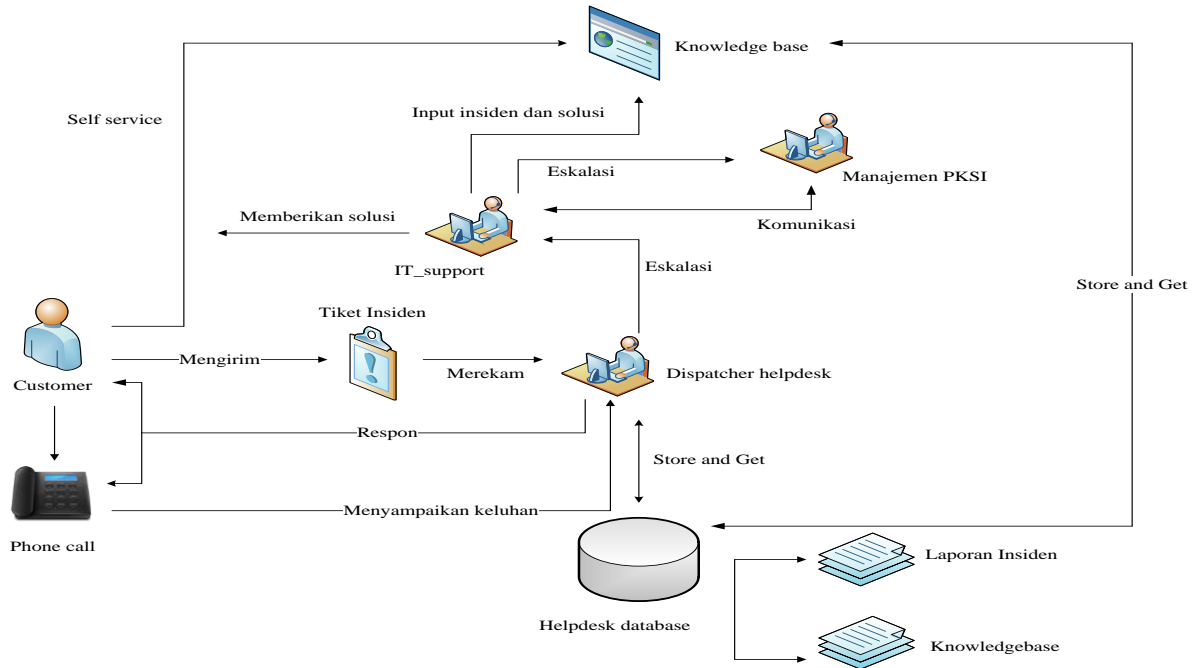 Knowledge base
Self service
Input insiden dan solusi
Eskalasi
Manajemen PKSI
Memberikan solusi
Komunikasi
IT_support
Eskalasi
Store and Get
Tiket Insiden
Mengirim
Merekam
Dispatcher helpdesk
Customer
Respon
Store and Get
Menyampaikan keluhan
Phone call
Laporan Insiden
Helpdesk database
Knowledgebase